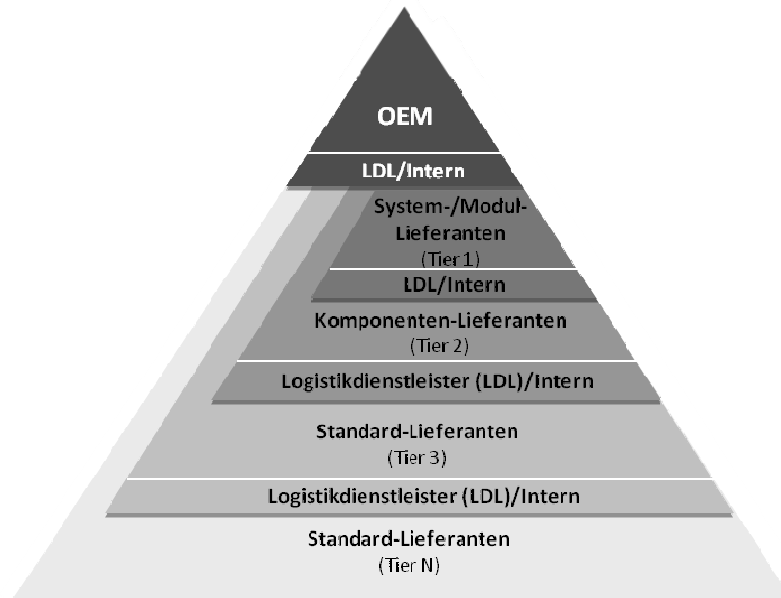 OEM
LDL/Intern
System-/Modul-
Lieferanten
(Tier 1)
LDL/Intern
Komponenten-Lieferanten
(Tier 2)
Logistikdienstleister (LDL)/Intern
Standard-Lieferanten
(Tier 3)
Logistikdienstleister (LDL)/Intern
Standard-Lieferanten
(Tier N)